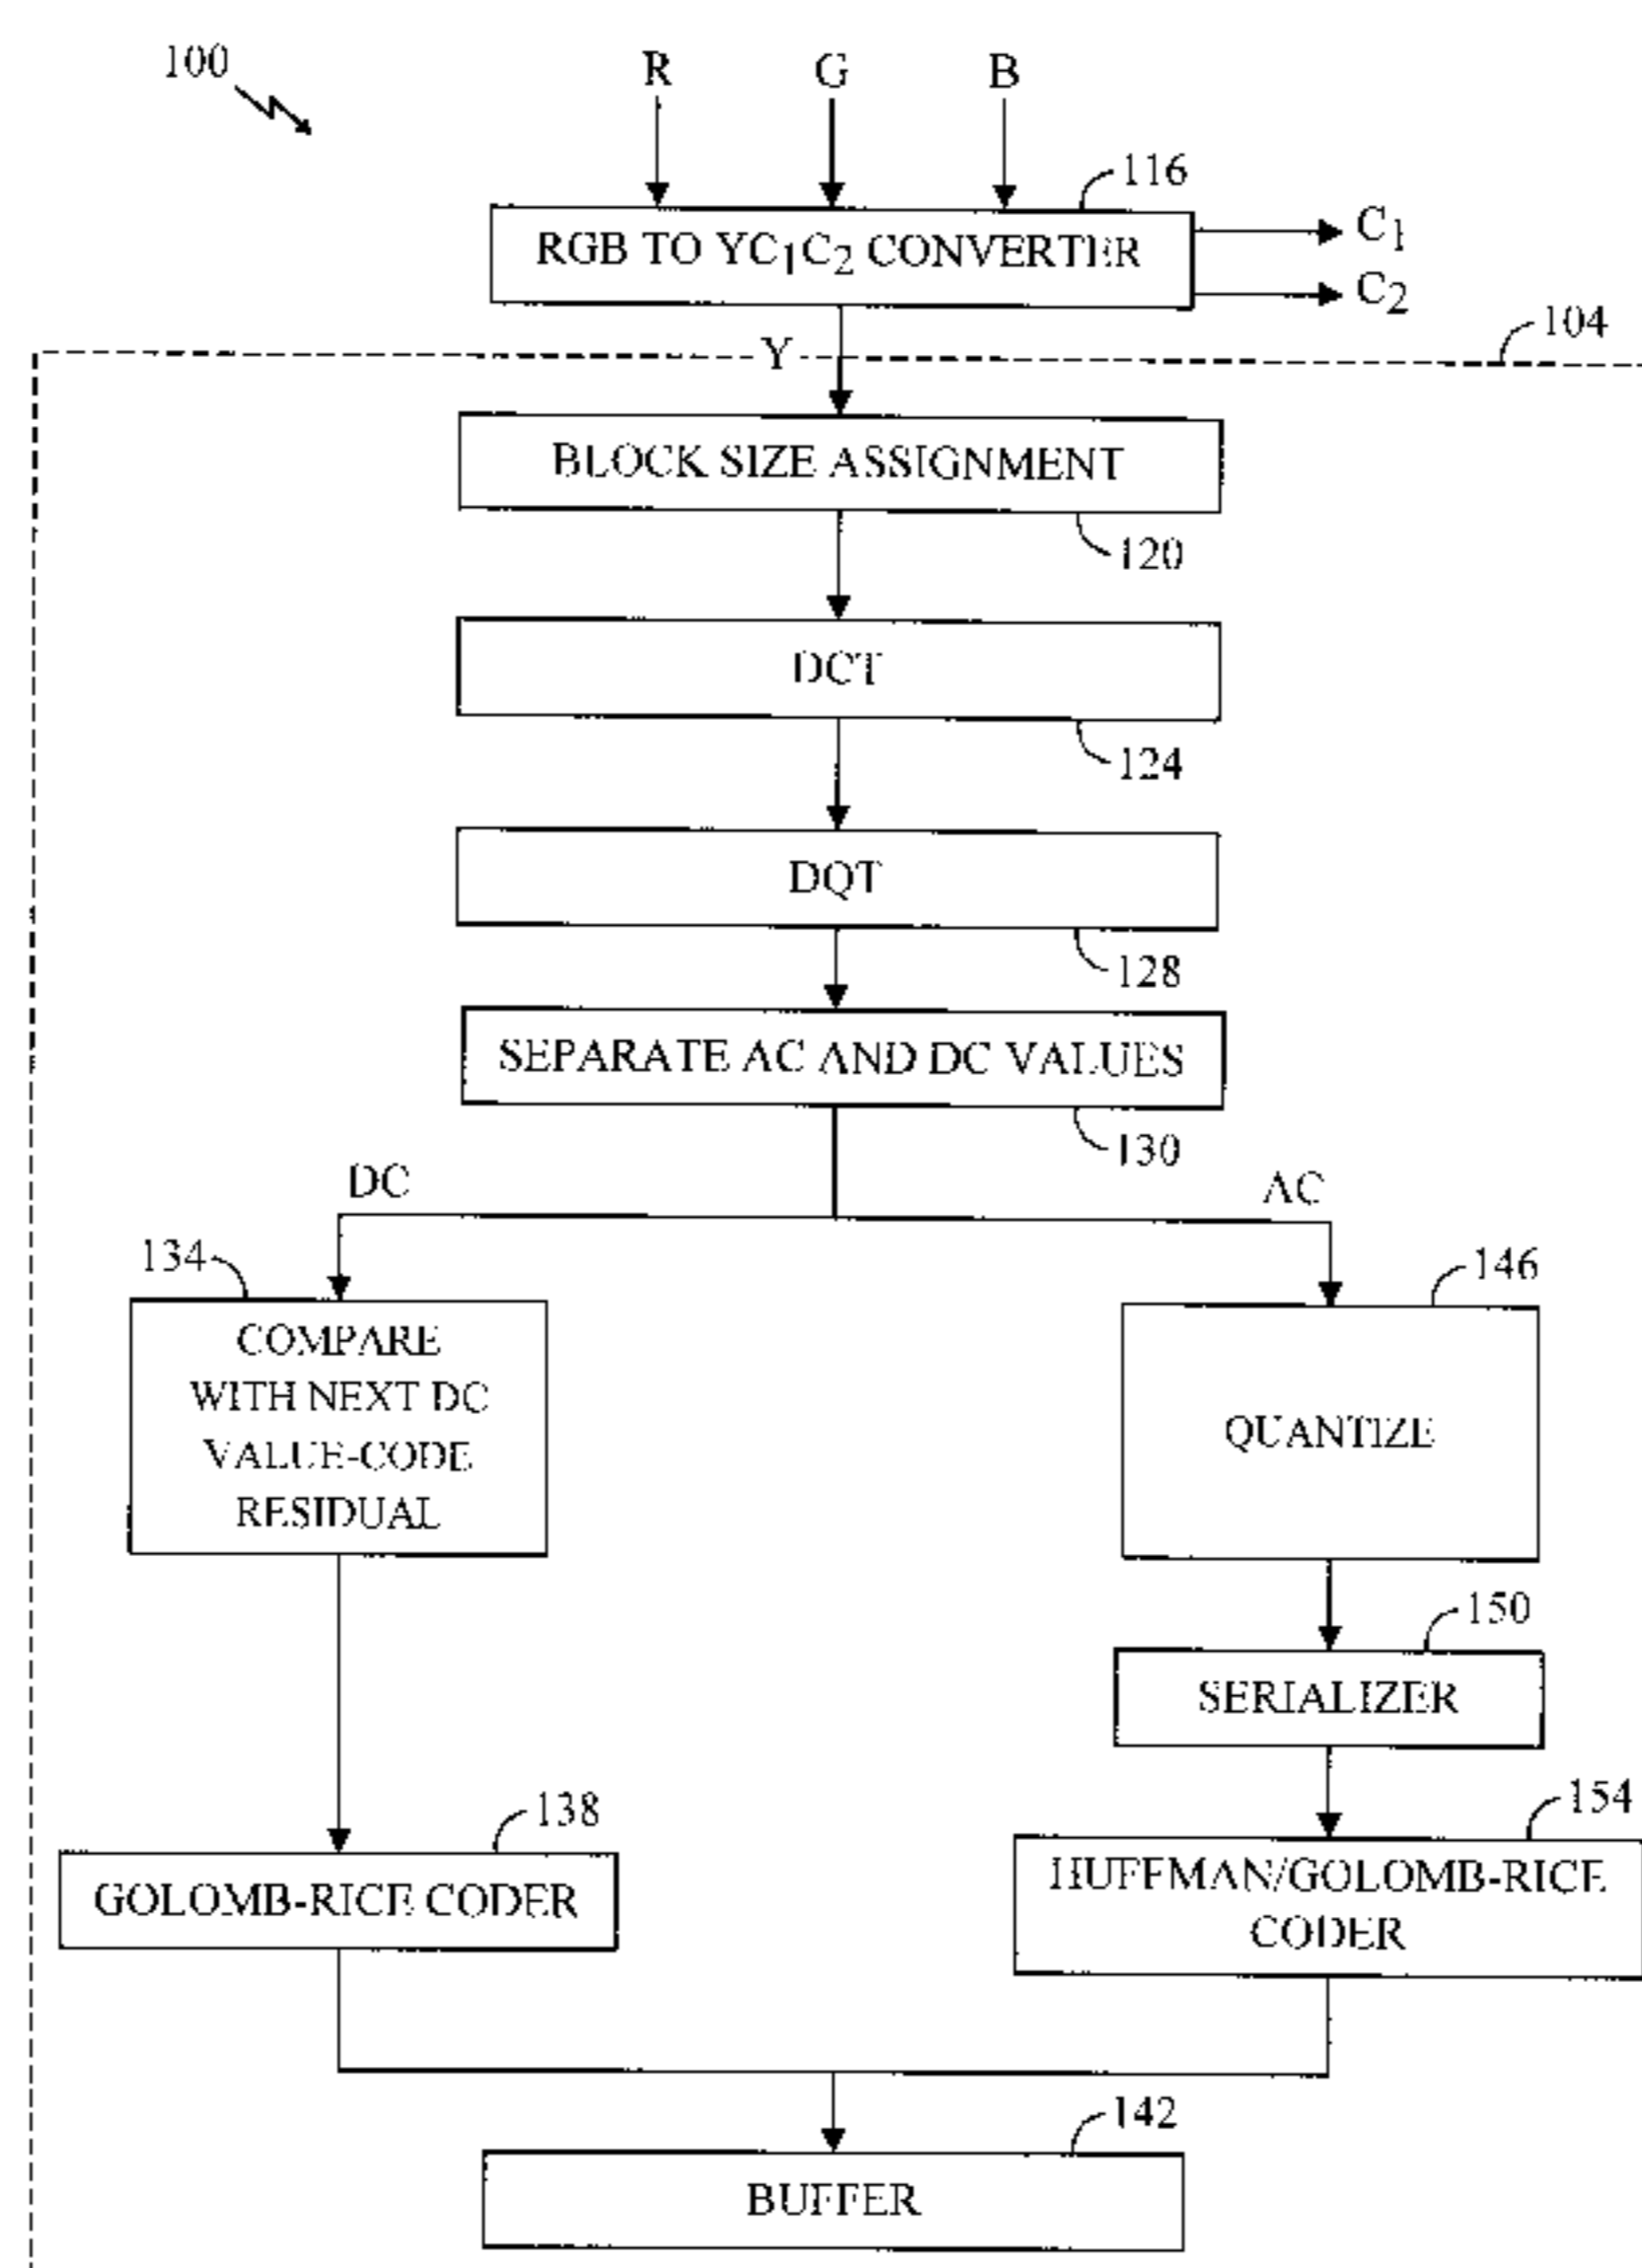 100
R G B
116
RGB TO YC1C2 CONVERTER
C1
C2
104
Y
BLOCK SIZE ASSIGNMENT
120
DCT
124
DQT
128
SEPARATE AC AND DC VALUES
130
DC
AC
134
146
COMPARE
WITH NEXT DC
VALUE-CODE
RESIDUAL
QUANTIZE
150
SERIALIZER
138
154
GOLOMB-RICE CODER
HUFFMAN/GOLOMB-RICE
CODER
142
BUFFER